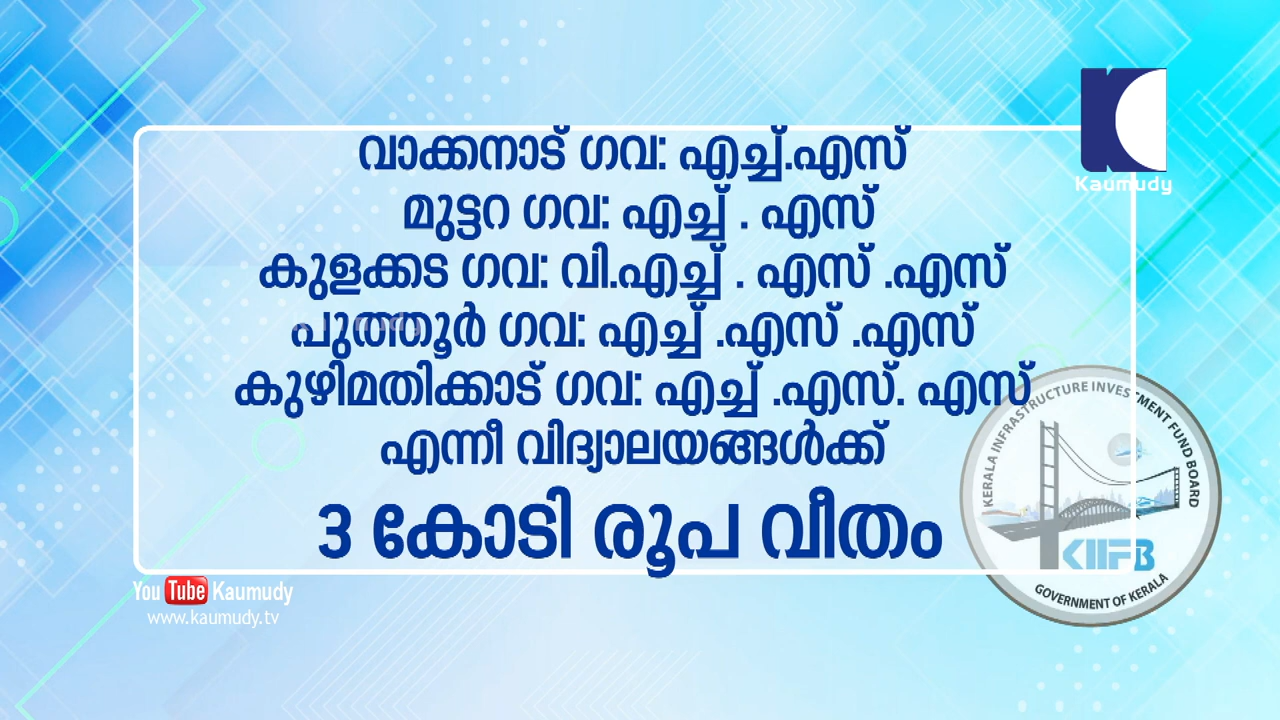 വാക്കനാട് ഗവ: എച്ച്.എസ്
മുട്ടറ ഗവ: എച്ച് . എസ്
കുളക്കട ഗവ: വി.എച്ച് . എസ് .എസ്
പുത്തൂർ ഗവ: എച്ച് .എസ് .എസ്
കുഴിമതിക്കാട് ഗവ: എച്ച് .എസ്. എസ്
എന്നീ വിദ്യാലയങ്ങൾക്ക്
3 കോടി രൂപ വീതം
Kaumudy
KERALA INFRASTRUCTURE INVESTMENT FUND BOARD
KIIFB
GOVERNMENT OF KERALA
You Tube Kaumudy
www.kaumudy.tv